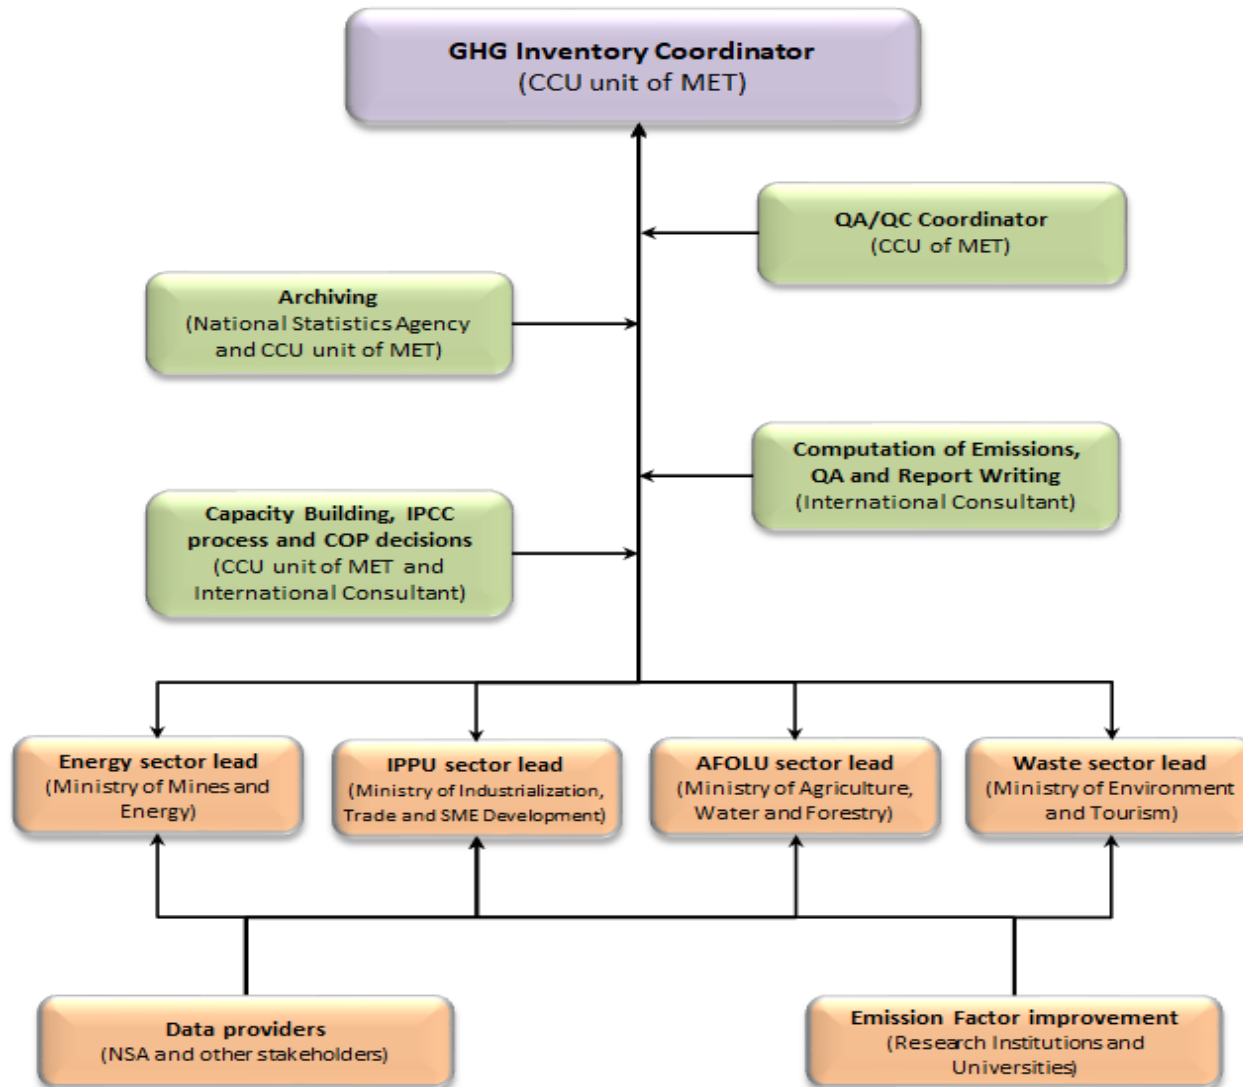 GHG Inventory Coordinator
(CCU unit of MET)
QA/QC Coordinator
(CCU of MET)
Archiving
(National Statistics Agency
and CCU unit of MET)
Computation of Emissions,
QA and Report Writing
(International Consultant)
Capacity Building, IPCC
process and COP decisions
(CCU unit of MET and
International Consultant)
Energy sector lead
(Ministry of Mines and
Energy)
IPPU sector lead
(Ministry of Industrialization,
Trade and SME Development)
AFOLU sector lead
(Ministry of Agriculture,
Water and Forestry)
Waste sector lead
(Ministry of Environment
and Tourism)
Data providers
(NSA and other stakeholders)
Emission Factor improvement
(Research Institutions and
Universities)